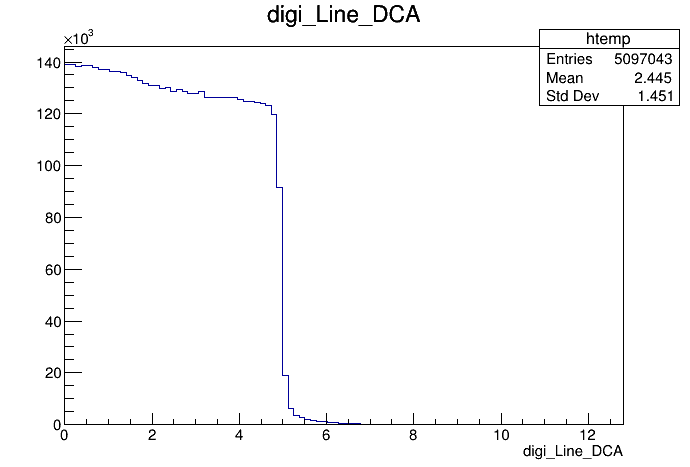 digi_Line_DCA
×10³
htemp
Entries 5097043
Mean 2.445
Std Dev 1.451
140
120
100
80
60
40
20
0
0 2 4 6 8 10 12
digi_Line_DCA